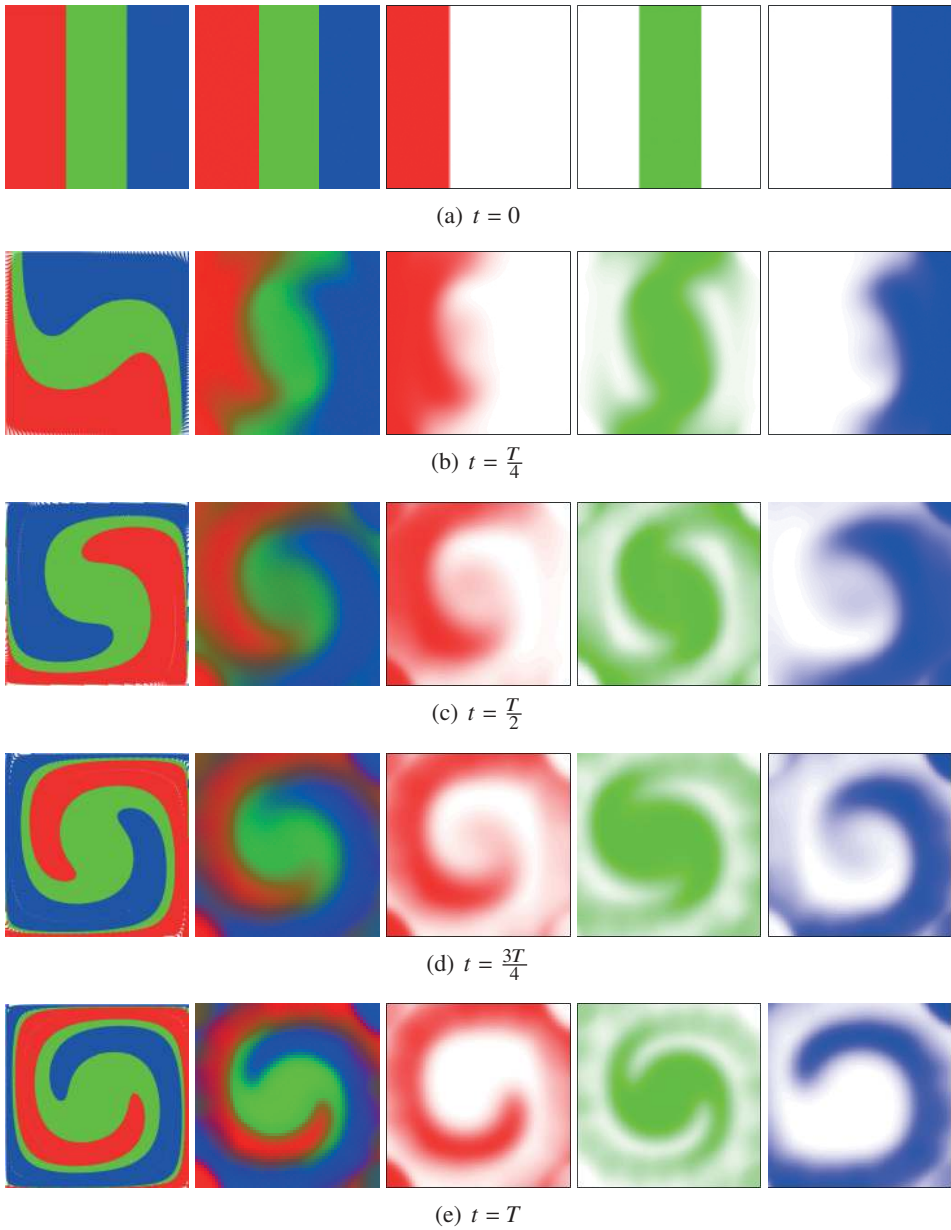 (a) t = 0
(b) t = T/4
(c) t = T/2
(d) t = 3T/4
(e) t = T